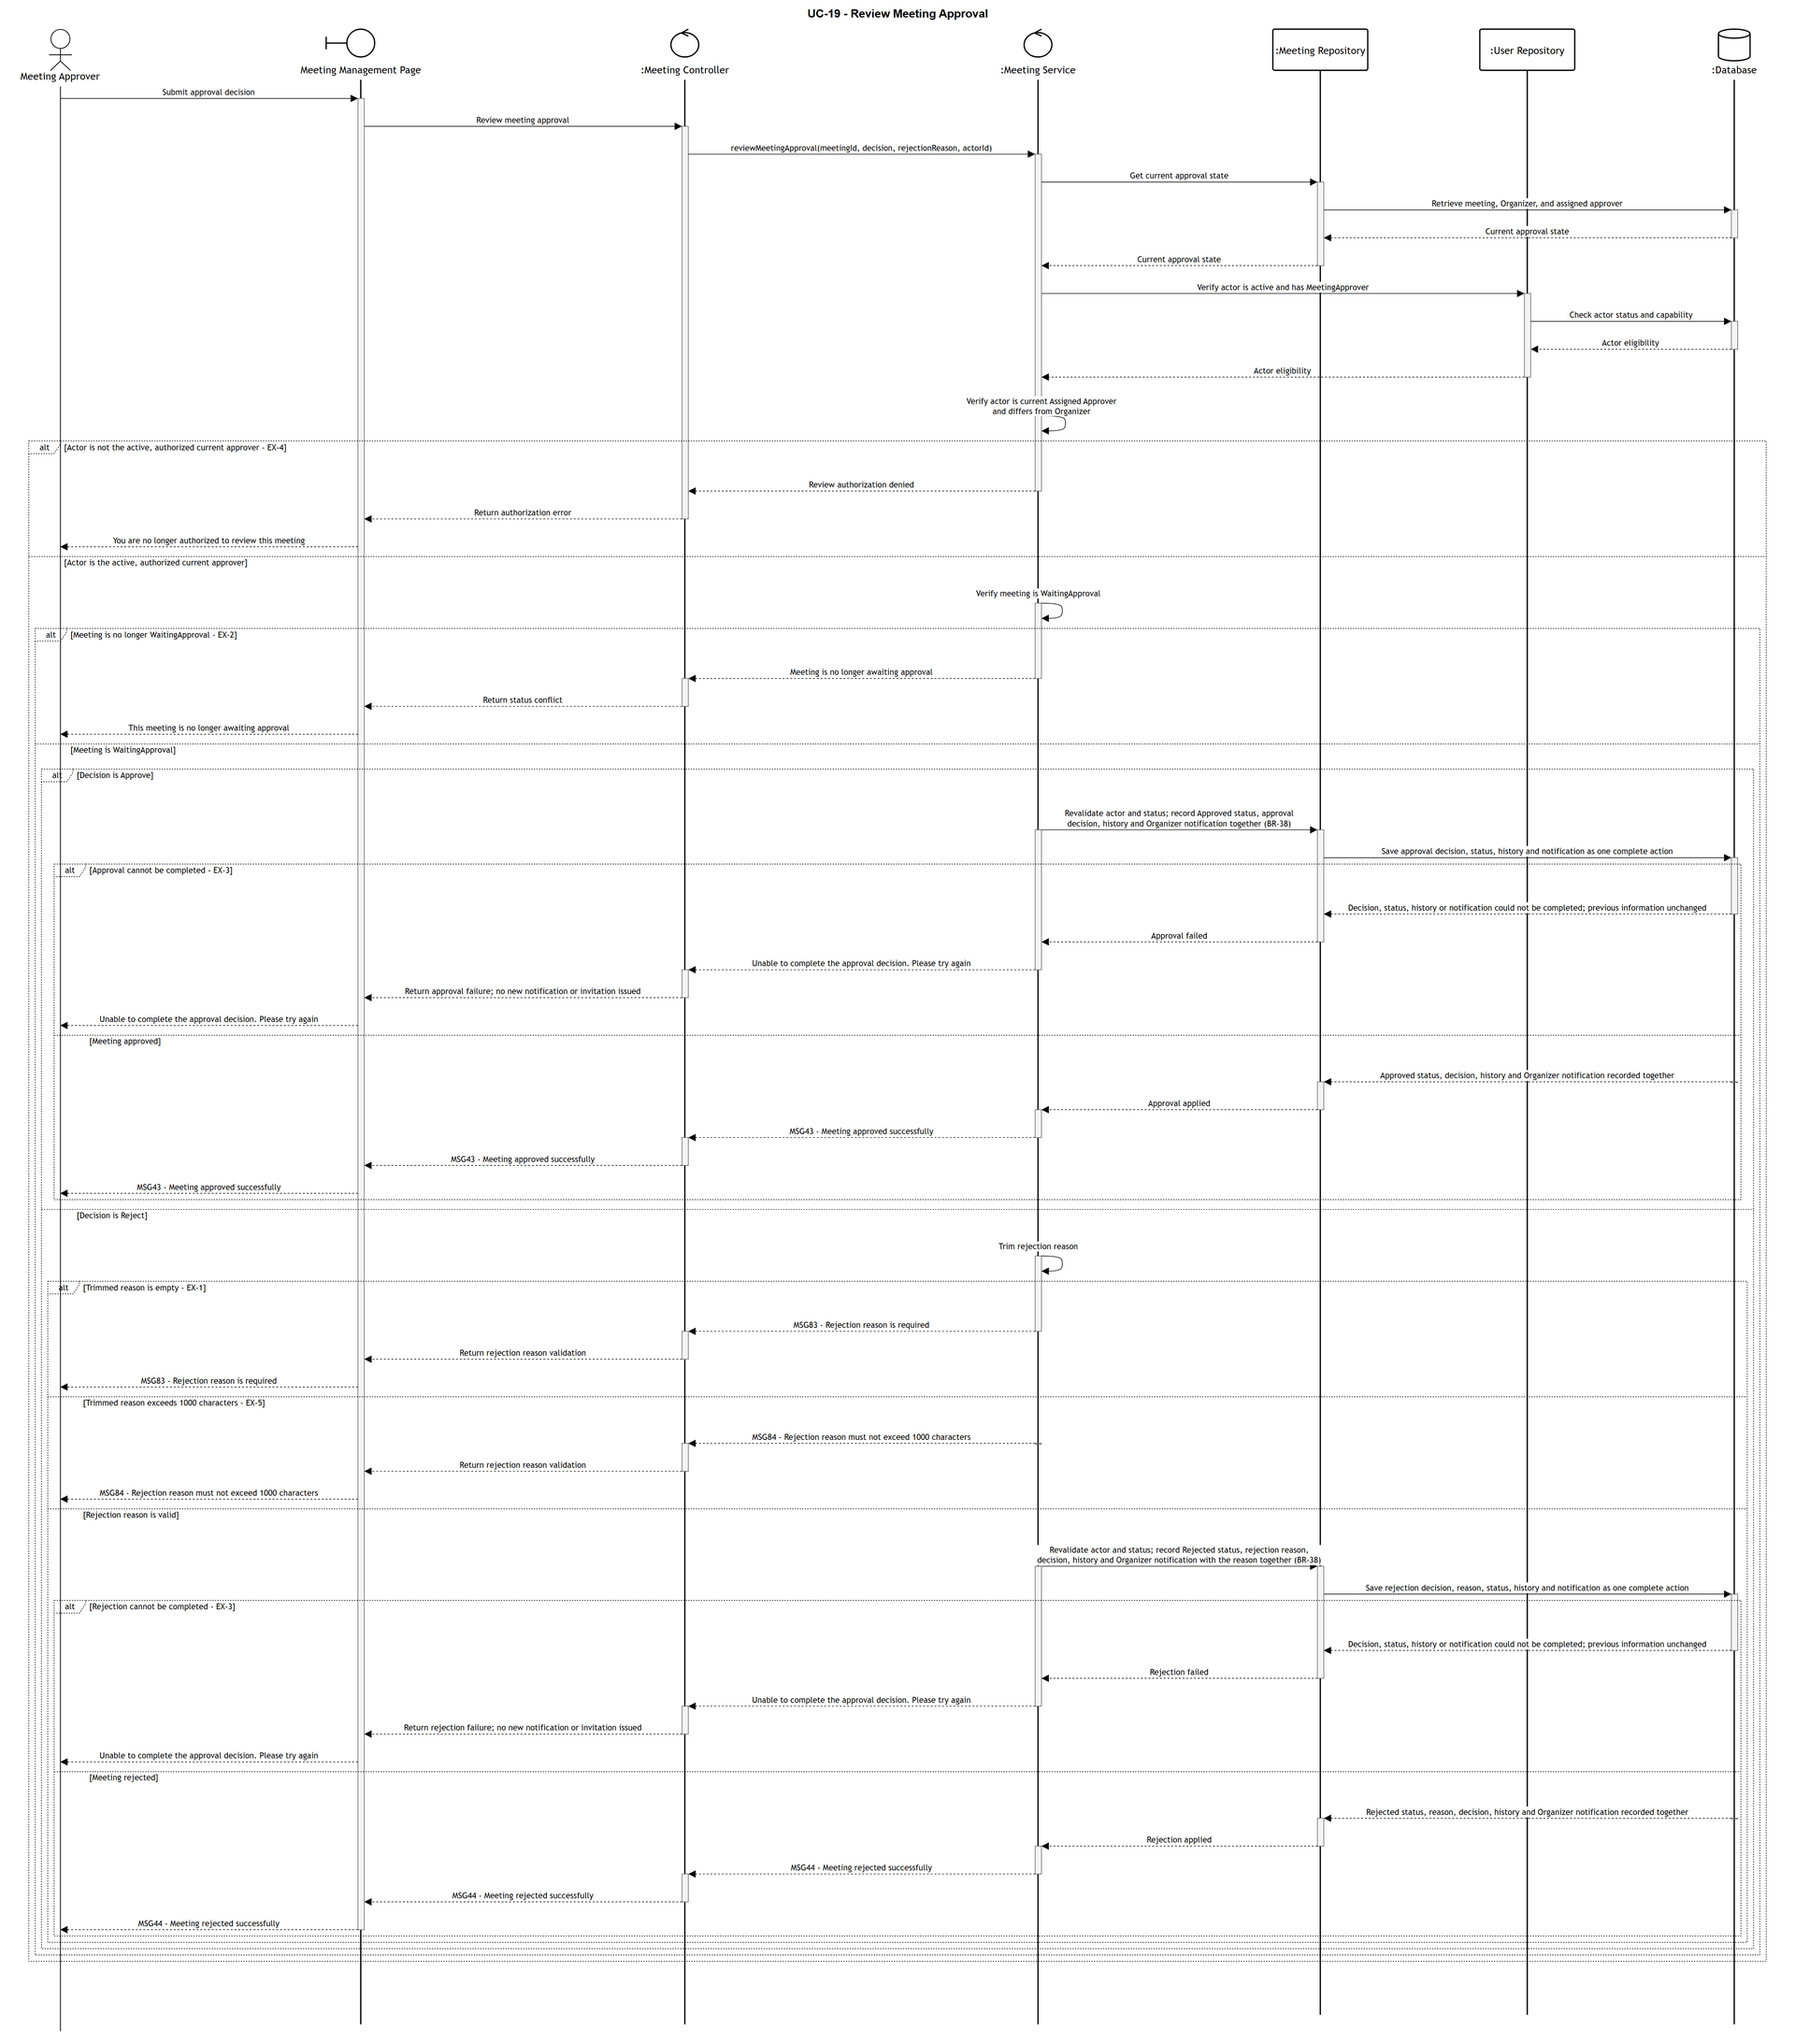 UC-19 - Review Meeting Approval
Meeting Approver
Meeting Management Page
:Meeting Controller
:Meeting Service
:Meeting Repository
:User Repository
:Database
Submit approval decision
Review meeting approval
reviewMeetingApproval(meetingId, decision, rejectionReason, actorId)
Get current approval state
Retrieve meeting, Organizer, and assigned approver
Current approval state
Current approval state
Verify actor is active and has MeetingApprover
Check actor status and capability
Actor eligibility
Actor eligibility
Verify actor is current Assigned Approver
and differs from Organizer
alt
[Actor is not the active, authorized current approver - EX-4]
Review authorization denied
Return authorization error
You are no longer authorized to review this meeting
[Actor is the active, authorized current approver]
Verify meeting is WaitingApproval
alt
[Meeting is no longer WaitingApproval - EX-2]
Meeting is no longer awaiting approval
Return status conflict
This meeting is no longer awaiting approval
[Meeting is WaitingApproval]
alt
[Decision is Approve]
Revalidate actor and status; record Approved status, approval
decision, history and Organizer notification together (BR-38)
Save approval decision, status, history and notification as one complete action
alt
[Approval cannot be completed - EX-3]
Decision, status, history or notification could not be completed; previous information unchanged
Approval failed
Unable to complete the approval decision. Please try again
Return approval failure; no new notification or invitation issued
Unable to complete the approval decision. Please try again
[Meeting approved]
Approved status, decision, history and Organizer notification recorded together
Approval applied
MSG43 - Meeting approved successfully
MSG43 - Meeting approved successfully
MSG43 - Meeting approved successfully
[Decision is Reject]
Trim rejection reason
alt
[Trimmed reason is empty - EX-1]
MSG83 - Rejection reason is required
Return rejection reason validation
MSG83 - Rejection reason is required
[Trimmed reason exceeds 1000 characters - EX-5]
MSG84 - Rejection reason must not exceed 1000 characters
Return rejection reason validation
MSG84 - Rejection reason must not exceed 1000 characters
[Rejection reason is valid]
Revalidate actor and status; record Rejected status, rejection reason,
decision, history and Organizer notification with the reason together (BR-38)
Save rejection decision, reason, status, history and notification as one complete action
alt
[Rejection cannot be completed - EX-3]
Decision, status, history or notification could not be completed; previous information unchanged
Rejection failed
Unable to complete the approval decision. Please try again
Return rejection failure; no new notification or invitation issued
Unable to complete the approval decision. Please try again
[Meeting rejected]
Rejected status, reason, decision, history and Organizer notification recorded together
Rejection applied
MSG44 - Meeting rejected successfully
MSG44 - Meeting rejected successfully
MSG44 - Meeting rejected successfully